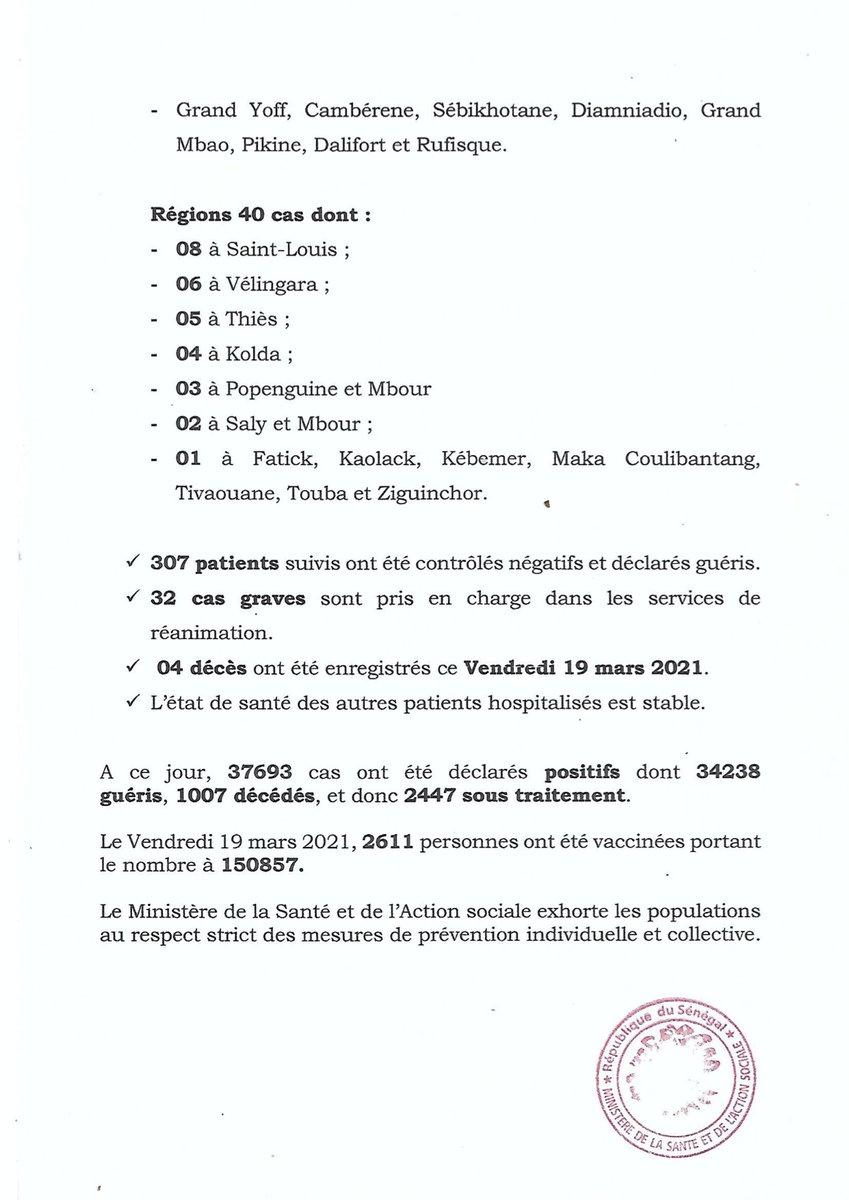 - Grand Yoff, Cambérene, Sébikhotane, Diamniadio, Grand
Mbao, Pikine, Dalifort et Rufisque.
Régions 40 cas dont :
- 08 à Saint-Louis ;
- 06 à Vélingara ;
- 05 à Thiès ;
- 04 à Kolda ;
- 03 à Popenguine et Mbour
- 02 à Saly et Mbour ;
- 01 à Fatick, Kaolack, Kébemer, Maka Coulibantang,
Tivaouane, Touba et Ziguinchor.
✓ 307 patients suivis ont été contrôlés négatifs et déclarés guéris.
✓ 32 cas graves sont pris en charge dans les services de
réanimation.
✓ 04 décès ont été enregistrés ce Vendredi 19 mars 2021.
✓ L'état de santé des autres patients hospitalisés est stable.
A ce jour, 37693 cas ont été déclarés positifs dont 34238
guéris, 1007 décédés, et donc 2447 sous traitement.
Le Vendredi 19 mars 2021, 2611 personnes ont été vaccinées portant
le nombre à 150857.
Le Ministère de la Santé et de l'Action sociale exhorte les populations
au respect strict des mesures de prévention individuelle et collective.
★ République du Sénégal ★
MINISTERE DE LA SANTE ET DE L'ACTION SOCIALE